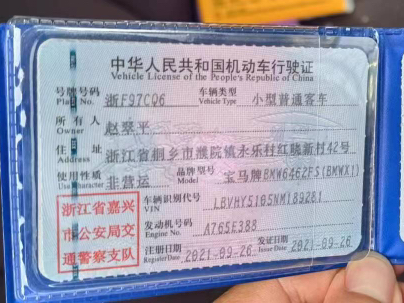 中华人民共和国机动车行驶证
Vehicle License of the People's Republic of China
号牌号码 浙F97CQ6 车辆类型 小型普通客车
Plate No. Vehicle Type
所有人 赵翠平
Owner
住址 浙江省桐乡市濮院镇永乐村红晓新村42号
Address
使用性质 非营运 品牌型号 宝马牌BMW6462FS(BMWX1)
Use Character Model
浙江省嘉兴
市公安局交
通警察支队
车辆识别代号 LBVHY5105NM189281
VIN
发动机号码 A765E388
Engine No.
注册日期 2021-09-26 发证日期 2021-09-26
Register Date Issue Date